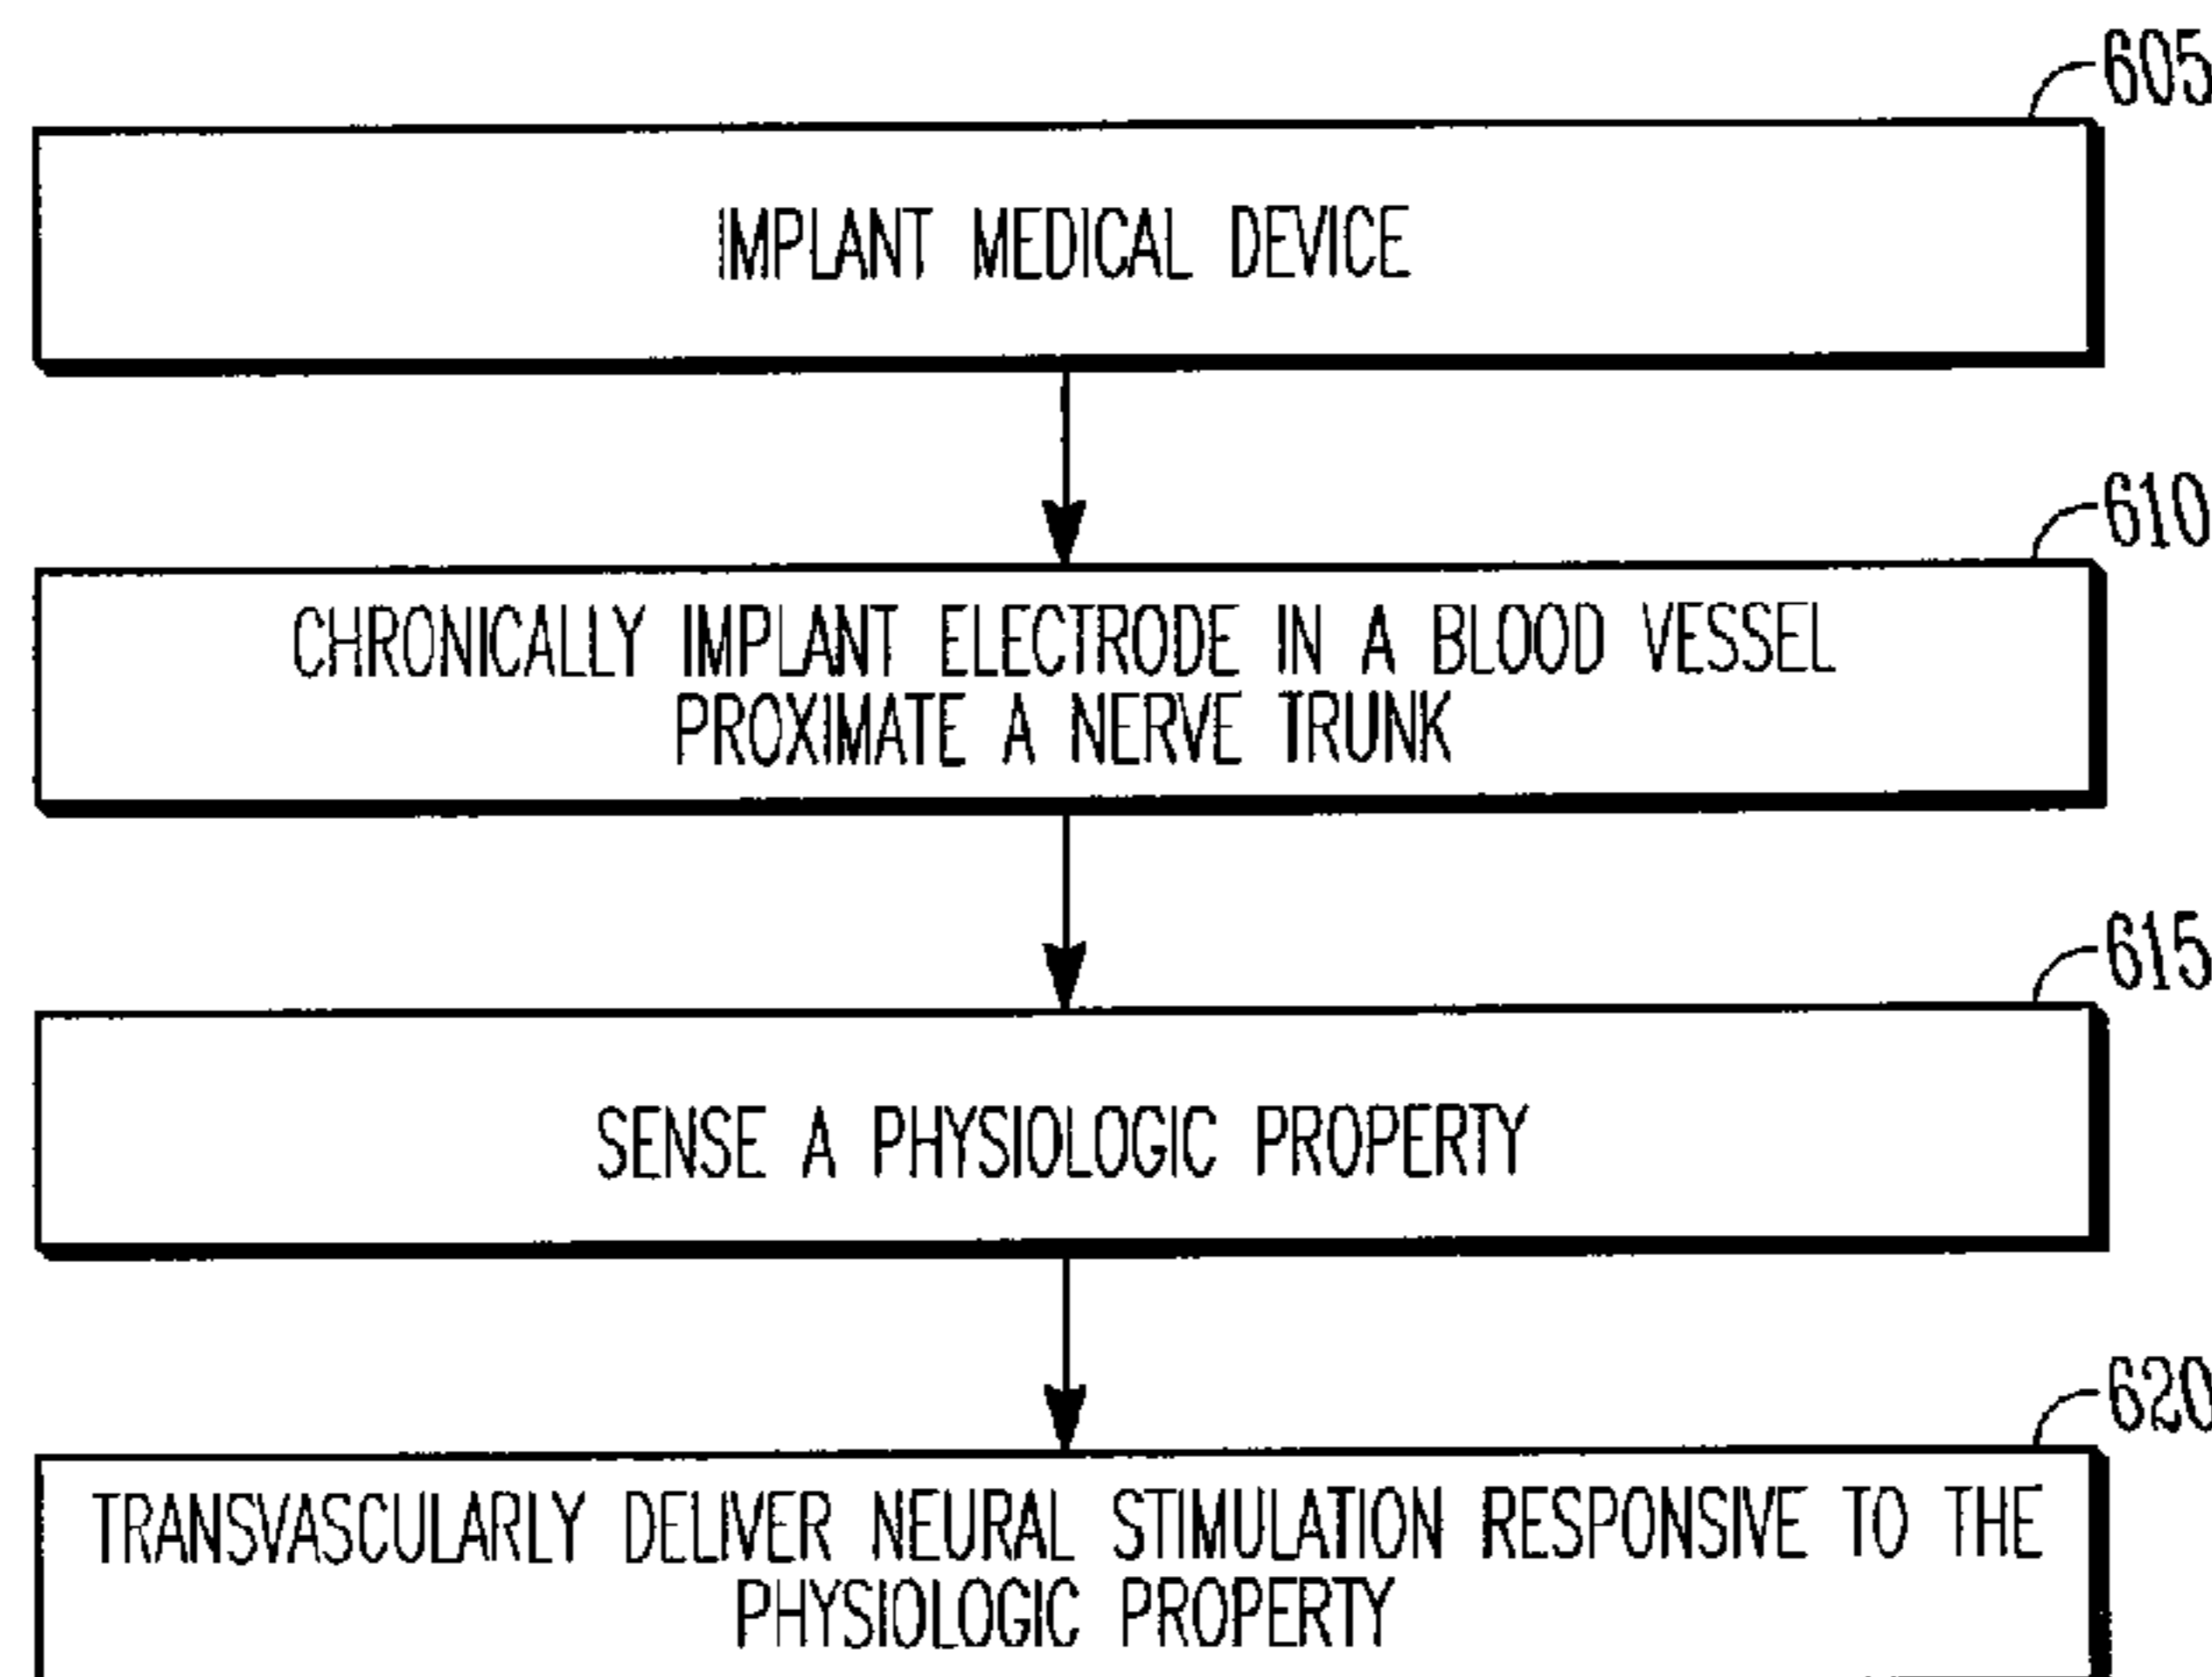 605
IMPLANT MEDICAL DEVICE
610
CHRONICALLY IMPLANT ELECTRODE IN A BLOOD VESSEL
PROXIMATE A NERVE TRUNK
615
SENSE A PHYSIOLOGIC PROPERTY
620
TRANSVASCULARLY DELIVER NEURAL STIMULATION RESPONSIVE TO THE
PHYSIOLOGIC PROPERTY